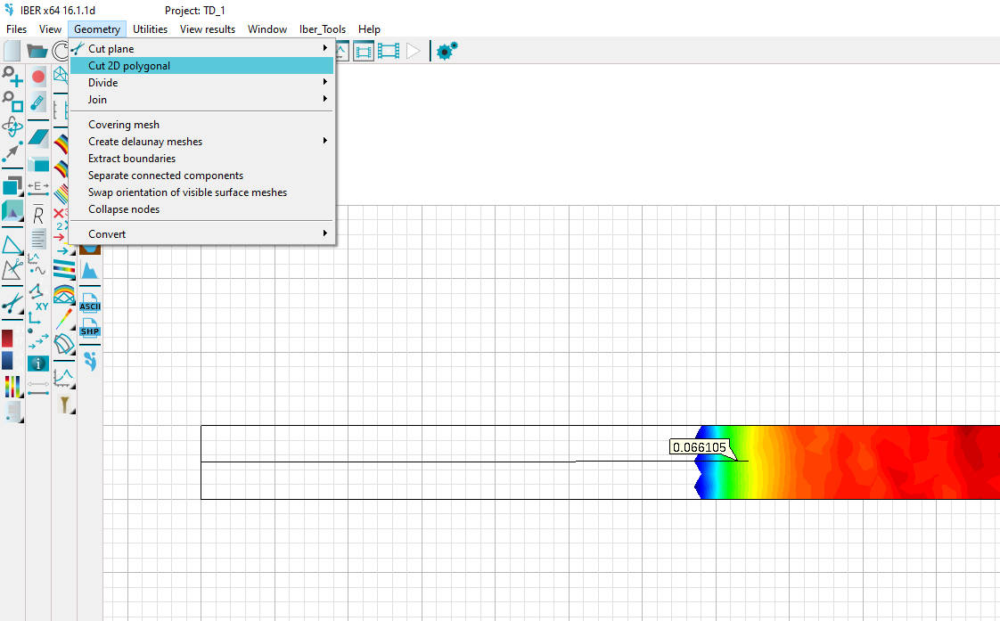 IBER x64 16.1.1d Project: TD_1
Files View Geometry Utilities View results Window Iber_Tools Help
Cut plane
Cut 2D polygonal
Divide
Join
Covering mesh
Create delaunay meshes
Extract boundaries
Separate connected components
Swap orientation of visible surface meshes
Collapse nodes
Convert
E
R
2
XY
ASCII
SHP
i
0.066105